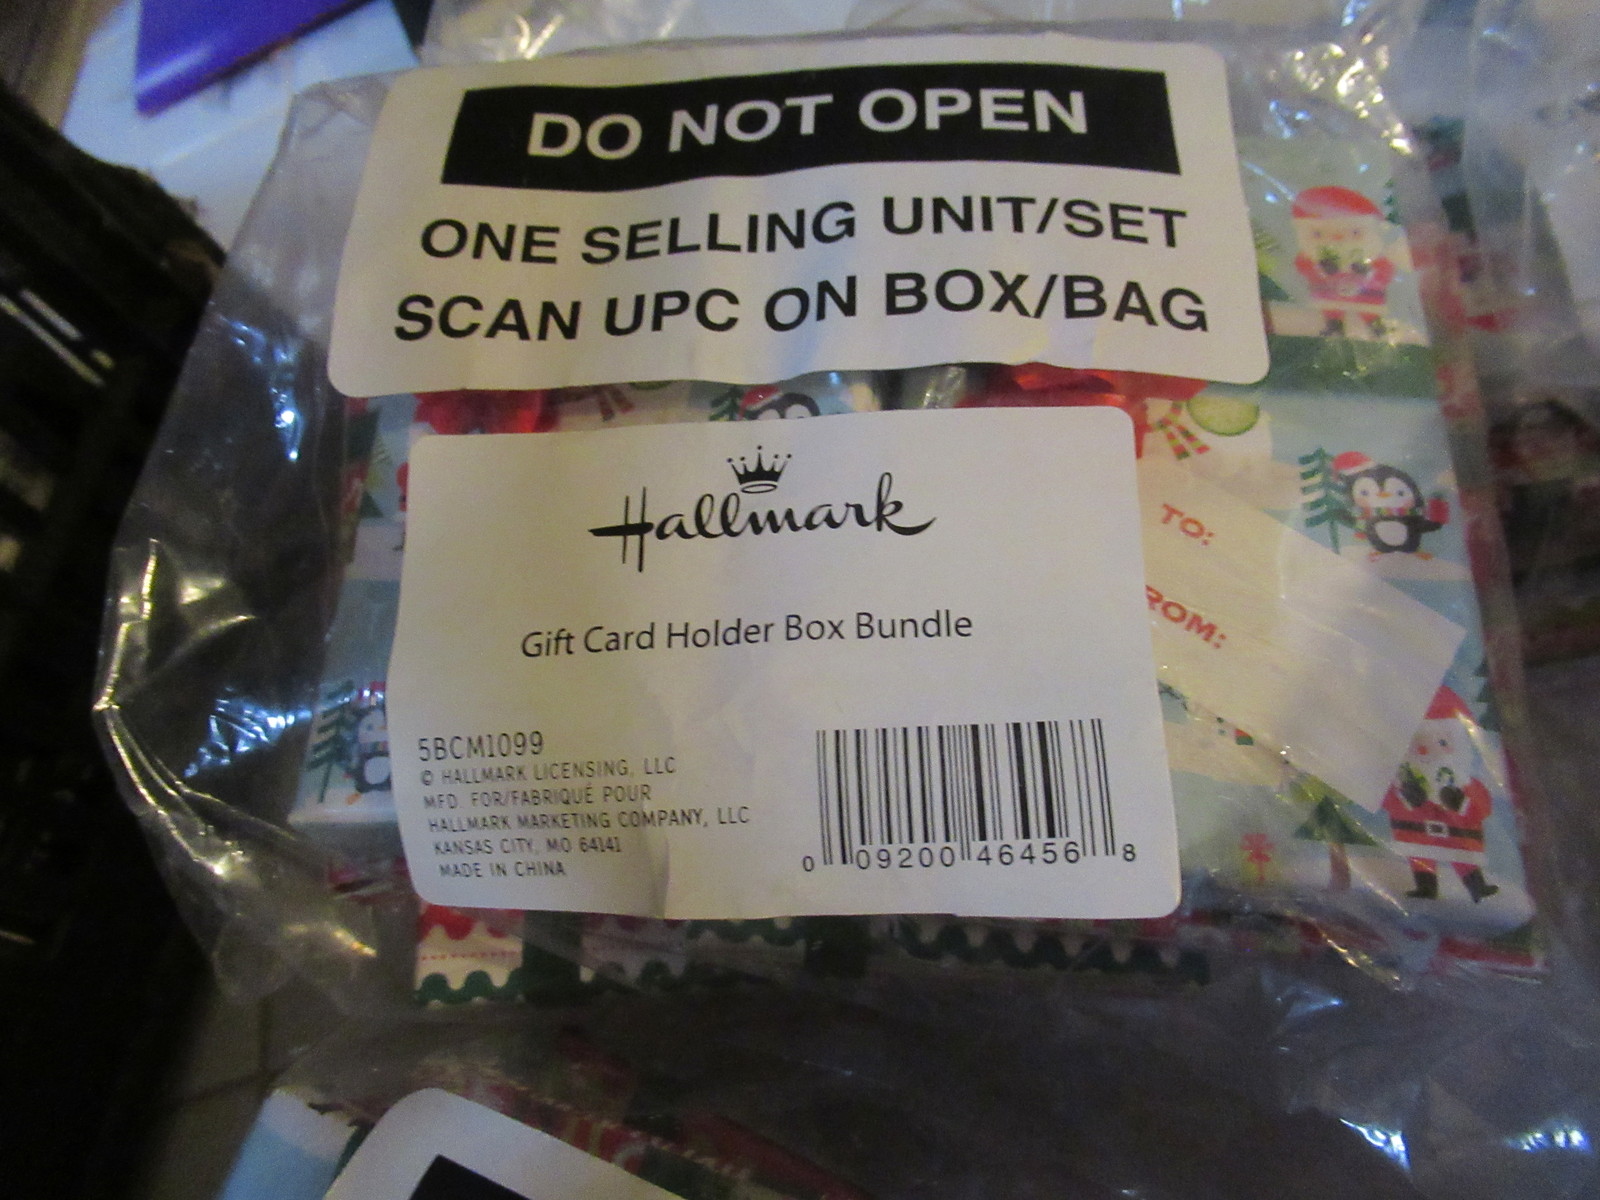 DO NOT OPEN
ONE SELLING UNIT/SET
SCAN UPC ON BOX/BAG
Hallmark
Gift Card Holder Box Bundle
5BCM1099
© HALLMARK LICENSING, LLC
MFD. FOR/FABRIQUÉ POUR
HALLMARK MARKETING COMPANY, LLC
KANSAS CITY, MO 64141
MADE IN CHINA
0 09200 46456 8
TO:
ROM: